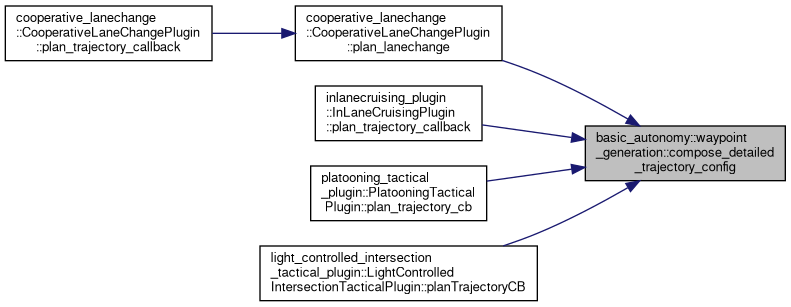 cooperative_lanechange
::CooperativeLaneChangePlugin
::plan_trajectory_callback
cooperative_lanechange
::CooperativeLaneChangePlugin
::plan_lanechange
inlanecruising_plugin
::InLaneCruisingPlugin
::plan_trajectory_callback
basic_autonomy::waypoint
_generation::compose_detailed
_trajectory_config
platooning_tactical
_plugin::PlatooningTactical
Plugin::plan_trajectory_cb
light_controlled_intersection
_tactical_plugin::LightControlled
IntersectionTacticalPlugin::planTrajectoryCB